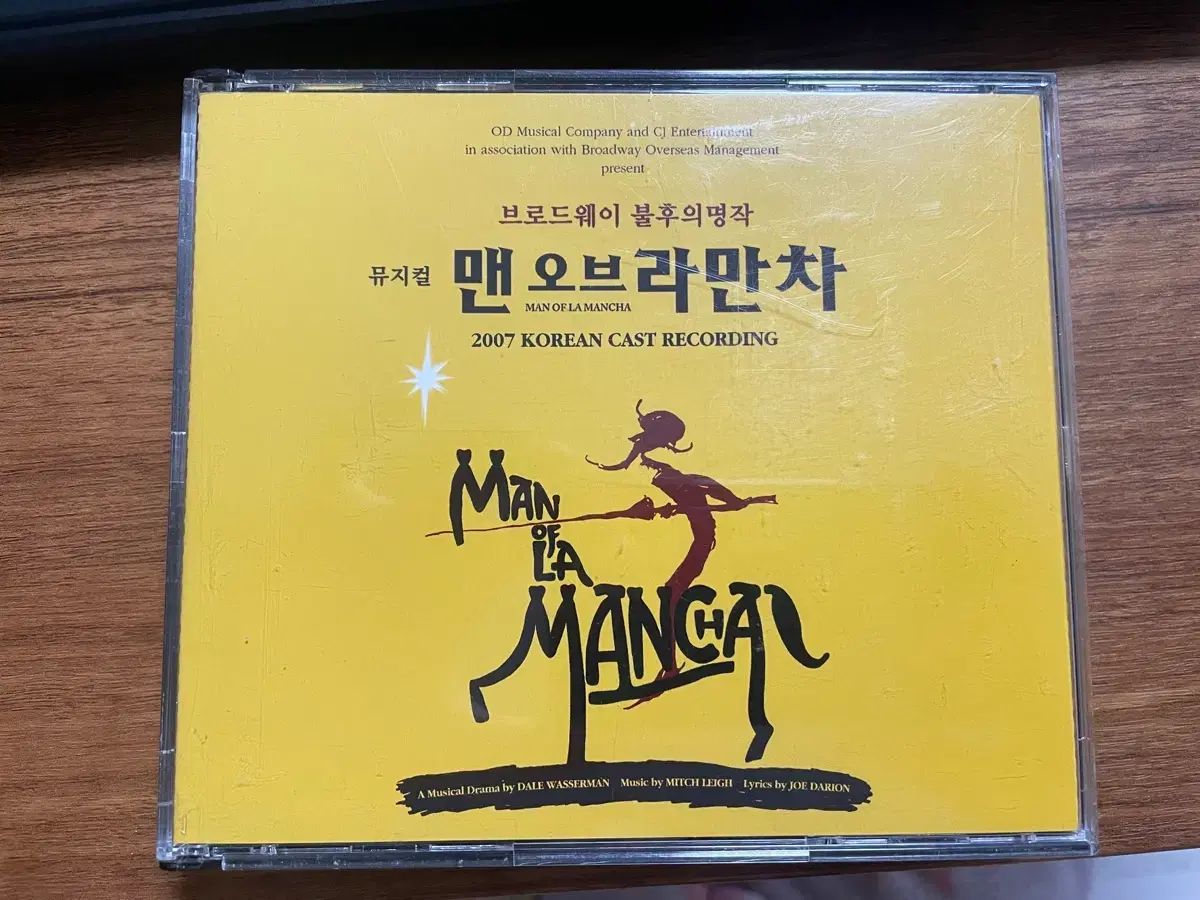 OD Musical Company and CJ Entertainment
in association with Broadway Overseas Management
present
브로드웨이 불후의명작
뮤지컬 맨 오브 라만차
MAN OF LA MANCHA
2007 KOREAN CAST RECORDING
MAN
OF
LA
MANCHA
A Musical Drama by DALE WASSERMAN Music by MITCH LEIGH Lyrics by JOE DARION